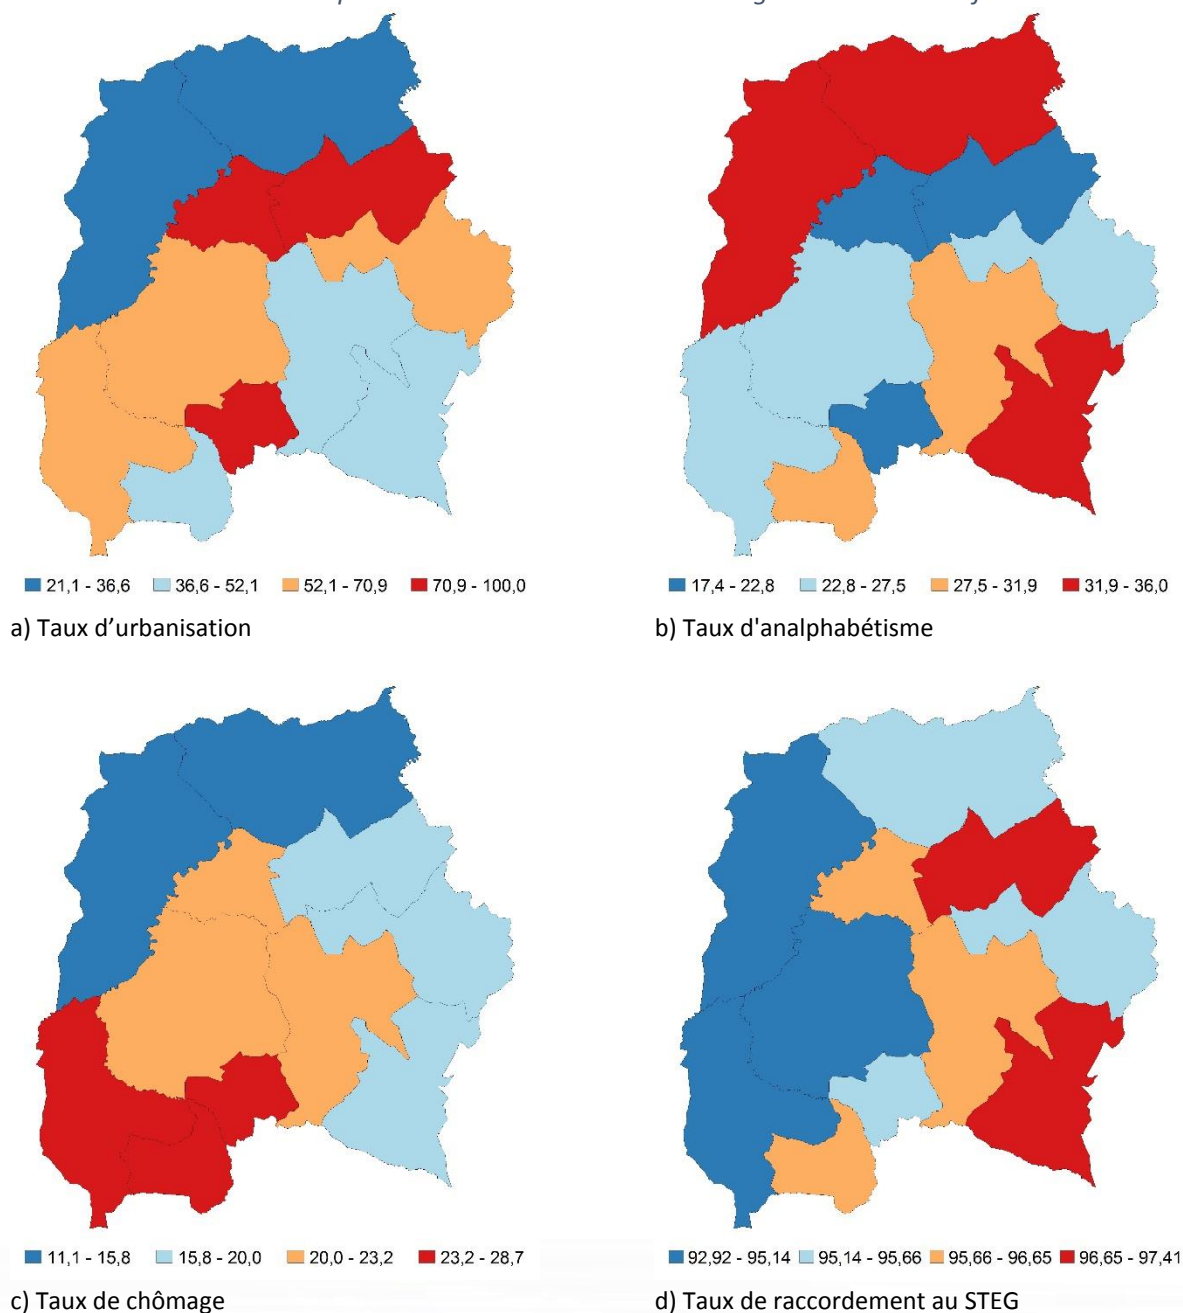 21,1 - 36,6 36,6 - 52,1 52,1 - 70,9 70,9 - 100,0
17,4 - 22,8 22,8 - 27,5 27,5 - 31,9 31,9 - 36,0
a) Taux d’urbanisation
b) Taux d'analphabétisme
11,1 - 15,8 15,8 - 20,0 20,0 - 23,2 23,2 - 28,7
92,92 - 95,14 95,14 - 95,66 95,66 - 96,65 96,65 - 97,41
c) Taux de chômage
d) Taux de raccordement au STEG